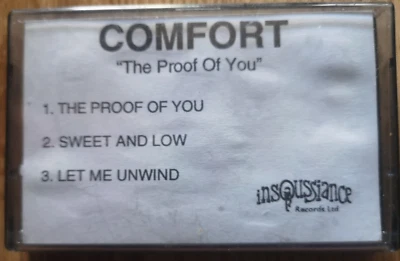 COMFORT
"The Proof Of You"
1. THE PROOF OF YOU
2. SWEET AND LOW
3. LET ME UNWIND
insoussiance
Records Ltd